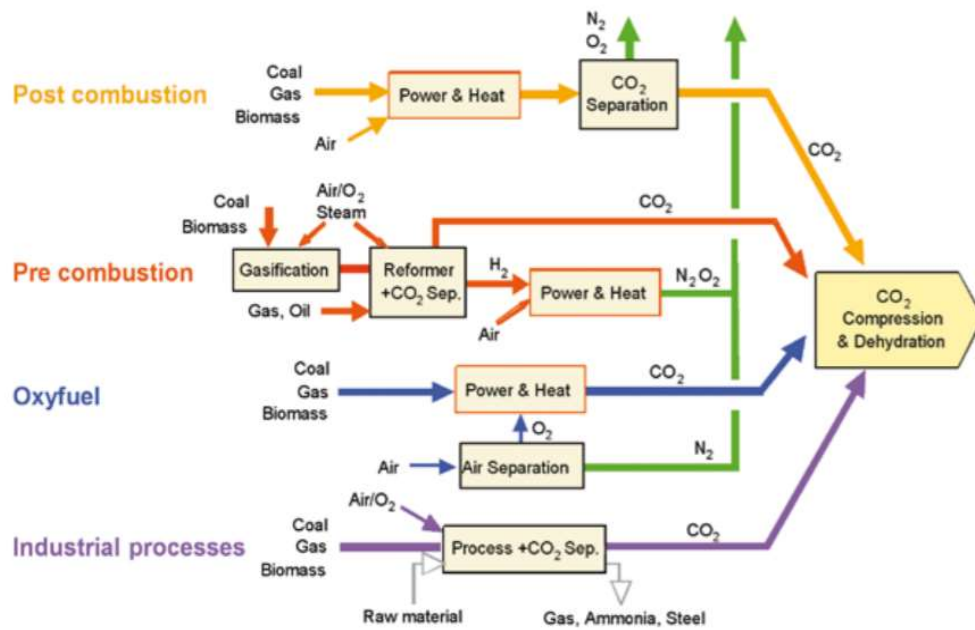 N2
O2
Coal
Gas
Biomass
Post combustion
Power & Heat
CO2
Separation
Air
CO2
Coal
Biomass
Air/O2
Steam
CO2
Pre combustion
Gasification
Reformer
+CO2 Sep.
H2
Power & Heat
N2O2
Gas, Oil
Air
CO2
Compression
& Dehydration
Coal
Gas
Biomass
Oxyfuel
Power & Heat
CO2
O2
Air
Air Separation
N2
Air/O2
Coal
Gas
Biomass
Industrial processes
Process +CO2 Sep.
CO2
Raw material
Gas, Ammonia, Steel